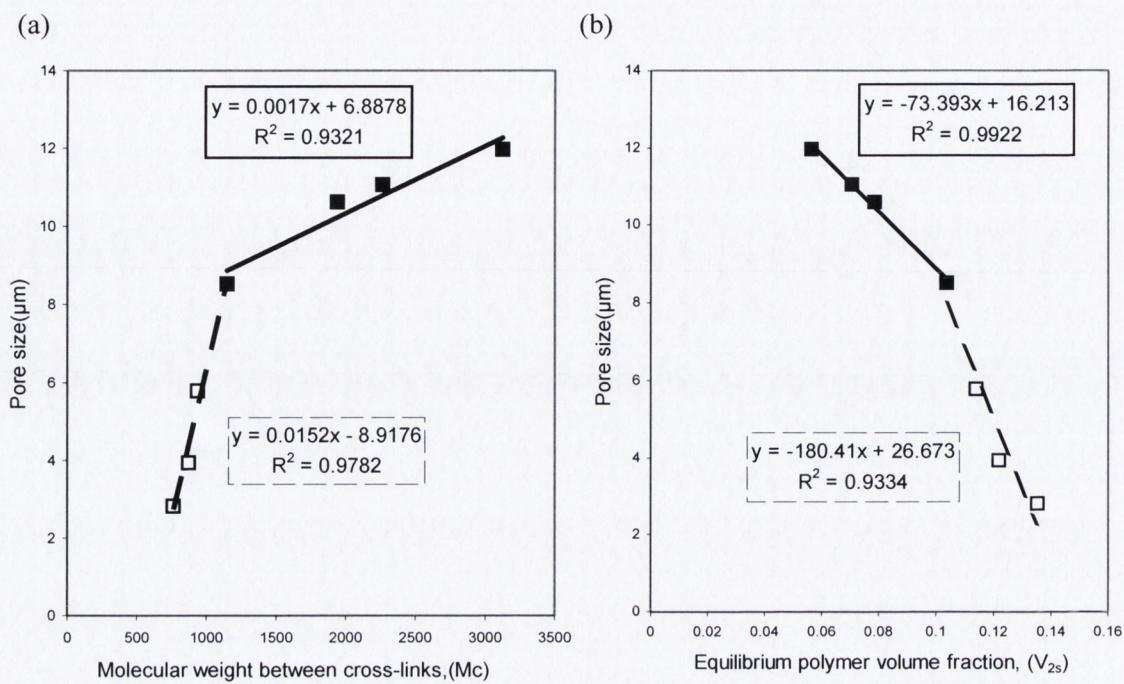 (a)
14
12
10
8
6
4
2
0
Pore size(μm)
y = 0.0017x + 6.8878
R² = 0.9321
y = 0.0152x - 8.9176
R² = 0.9782
0 500 1000 1500 2000 2500 3000 3500
Molecular weight between cross-links,(Mc)
(b)
14
12
10
8
6
4
2
0
Pore size(μm)
y = -73.393x + 16.213
R² = 0.9922
y = -180.41x + 26.673
R² = 0.9334
0 0.02 0.04 0.06 0.08 0.1 0.12 0.14 0.16
Equilibrium polymer volume fraction, (V₂ₛ)